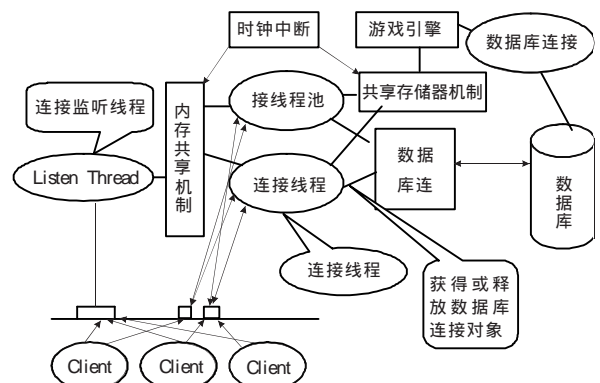 时钟中断
游戏引擎
数据库连接
连接监听线程
内存共享机制
接线程池
共享存储器机制
Listen Thread
连接线程
数据
库连
数据库
连接线程
获得或释
放数据库
连接对象
Client
Client
Client